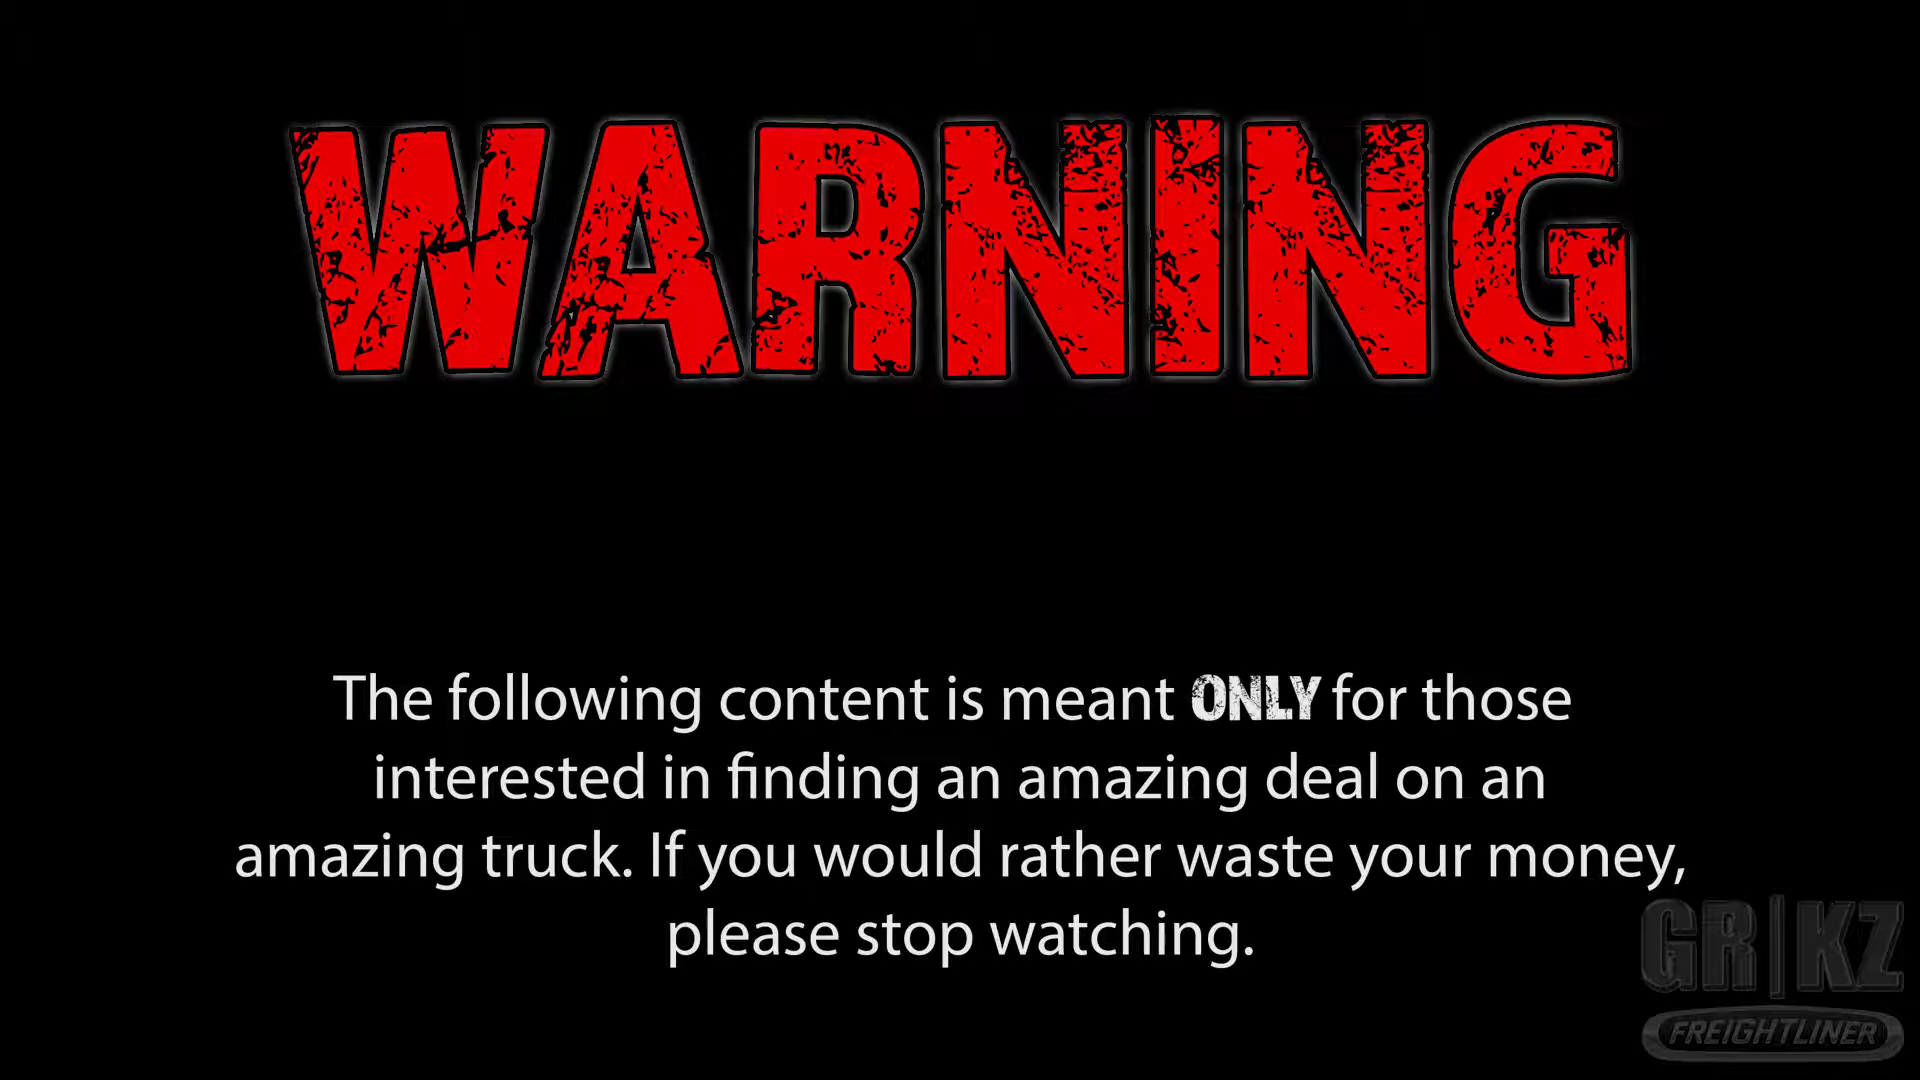 WARNING
The following content is meant ONLY for those
interested in finding an amazing deal on an
amazing truck. If you would rather waste your money,
please stop watching.
GR|KZ
FREIGHTLINER